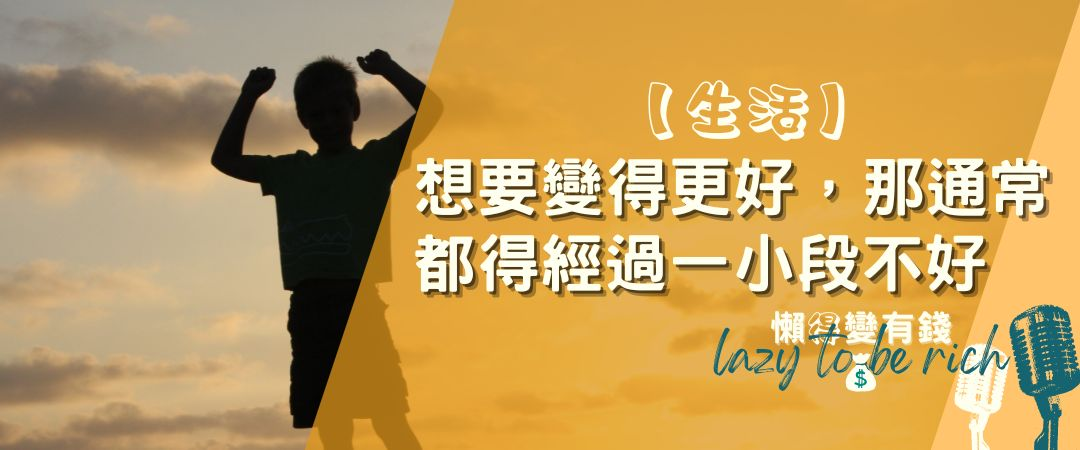 【生活】
想要變得更好，那通常
都得經過一小段不好
懶得變有錢
lazy to be rich
$